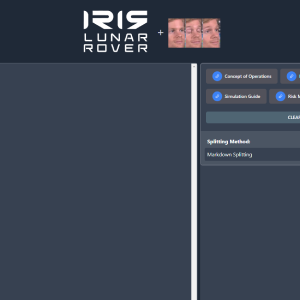 IRIS
LUNAR
ROVER
+
Concept of Operations
Simulation Guide
Risk
CLEA
Splitting Method:
Markdown Splitting